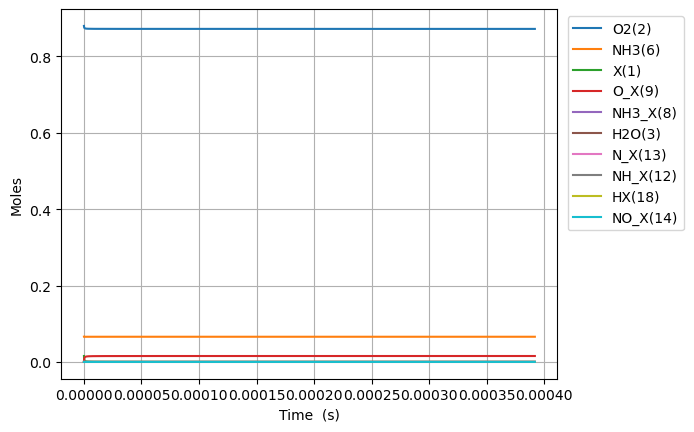 0.8
0.6
0.4
0.2
0.0
Moles
0.00000 0.00005 0.00010 0.00015 0.00020 0.00025 0.00030 0.00035 0.00040
Time (s)
O2(2)
NH3(6)
X(1)
O_X(9)
NH3_X(8)
H2O(3)
N_X(13)
NH_X(12)
HX(18)
NO_X(14)